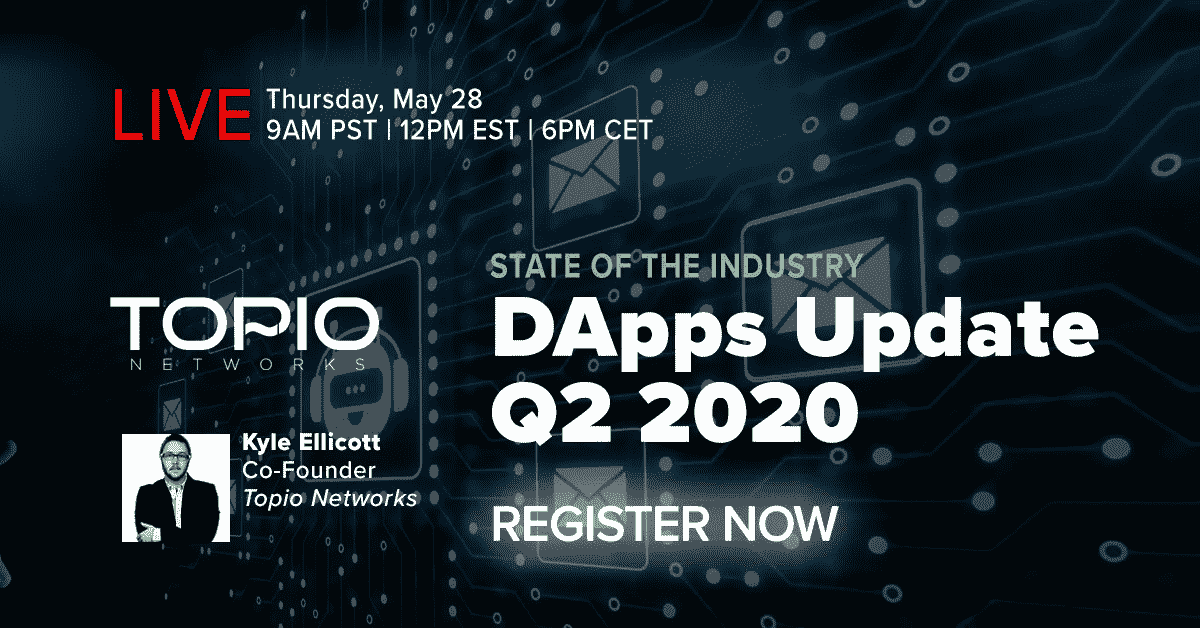 LIVE
Thursday, May 28
9AM PST | 12PM EST | 6PM CET
STATE OF THE INDUSTRY
DApps Update
Q2 2020
TOPIO
NETWORKS
Kyle Ellicott
Co-Founder
Topio Networks
REGISTER NOW